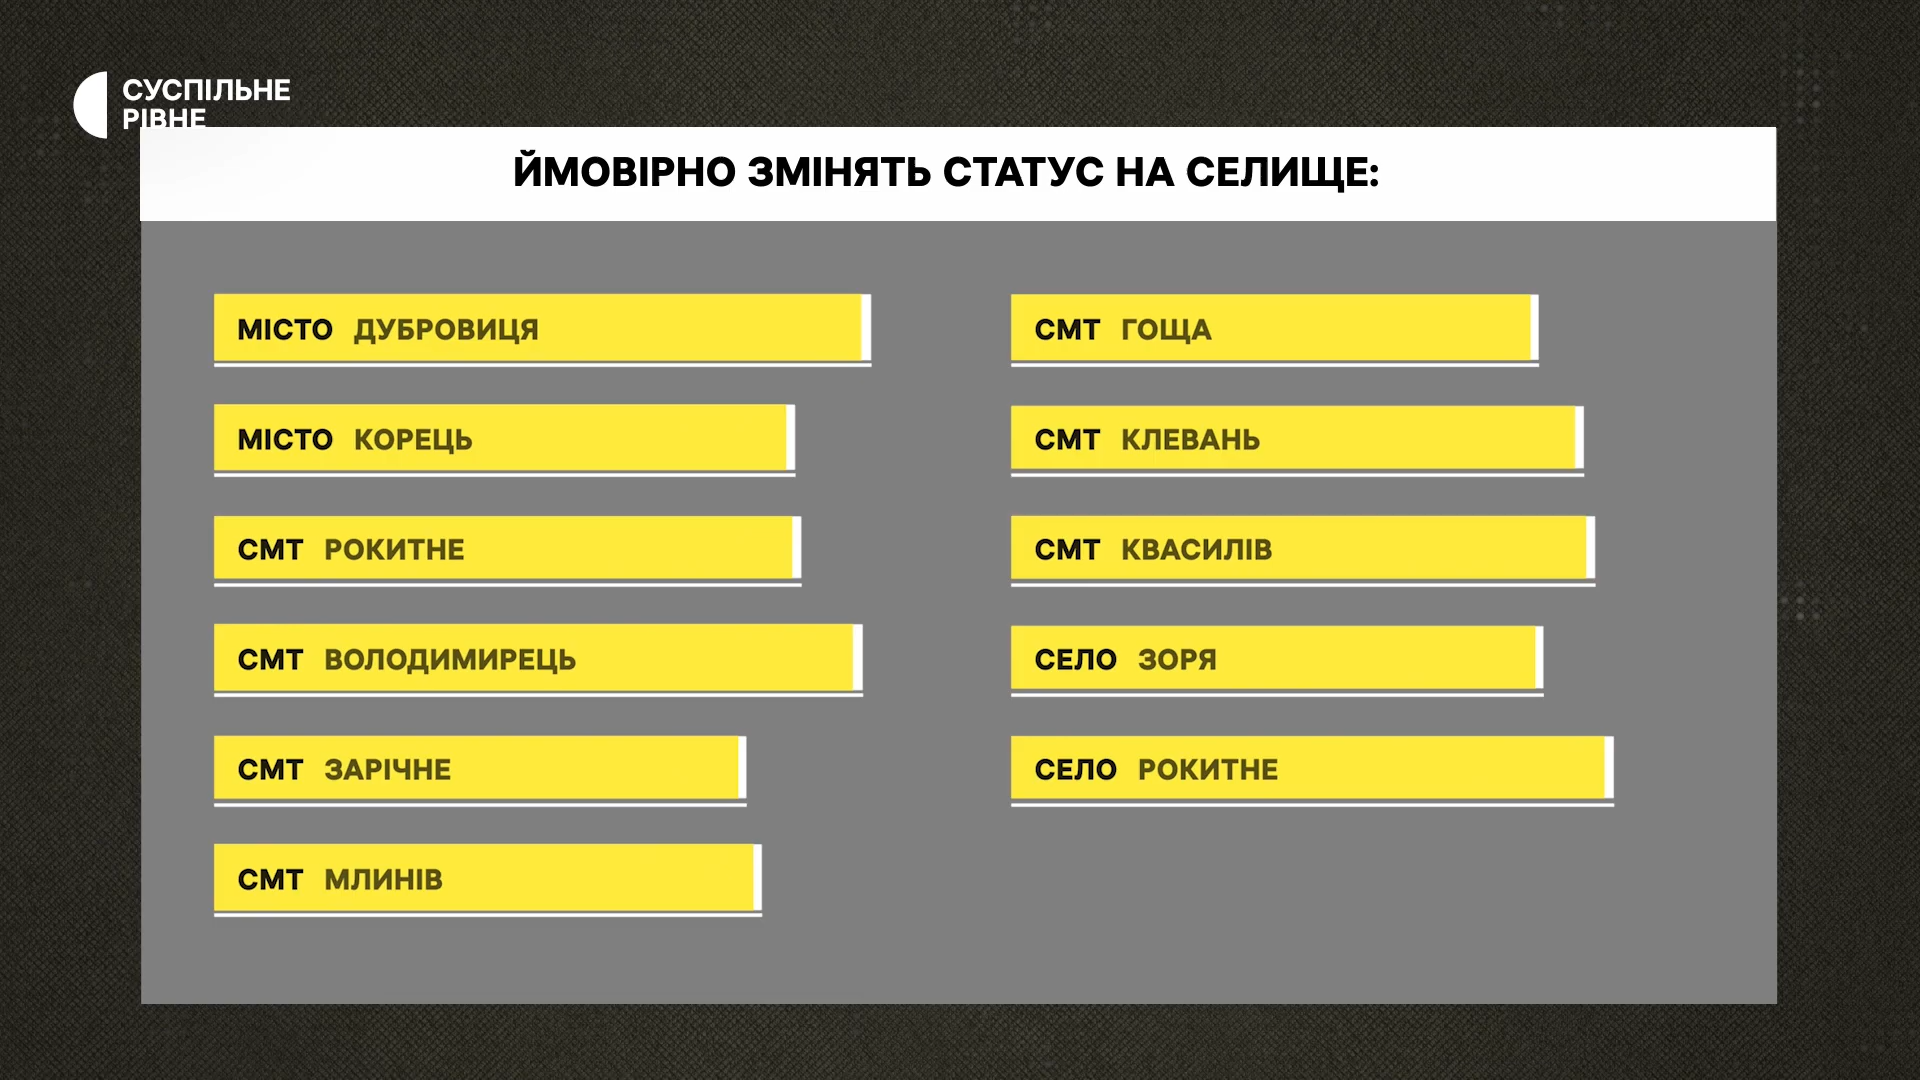 СУСПІЛЬНЕ
РІВНЕ
ЙМОВІРНО ЗМІНЯТЬ СТАТУС НА СЕЛИЩЕ:
МІСТО ДУБРОВИЦЯ
МІСТО КОРЕЦЬ
СМТ РОКИТНЕ
СМТ ВОЛОДИМИРЕЦЬ
СМТ ЗАРІЧНЕ
СМТ МЛИНІВ
СМТ ГОЩА
СМТ КЛЕВАНЬ
СМТ КВАСИЛІВ
СЕЛО ЗОРЯ
СЕЛО РОКИТНЕ